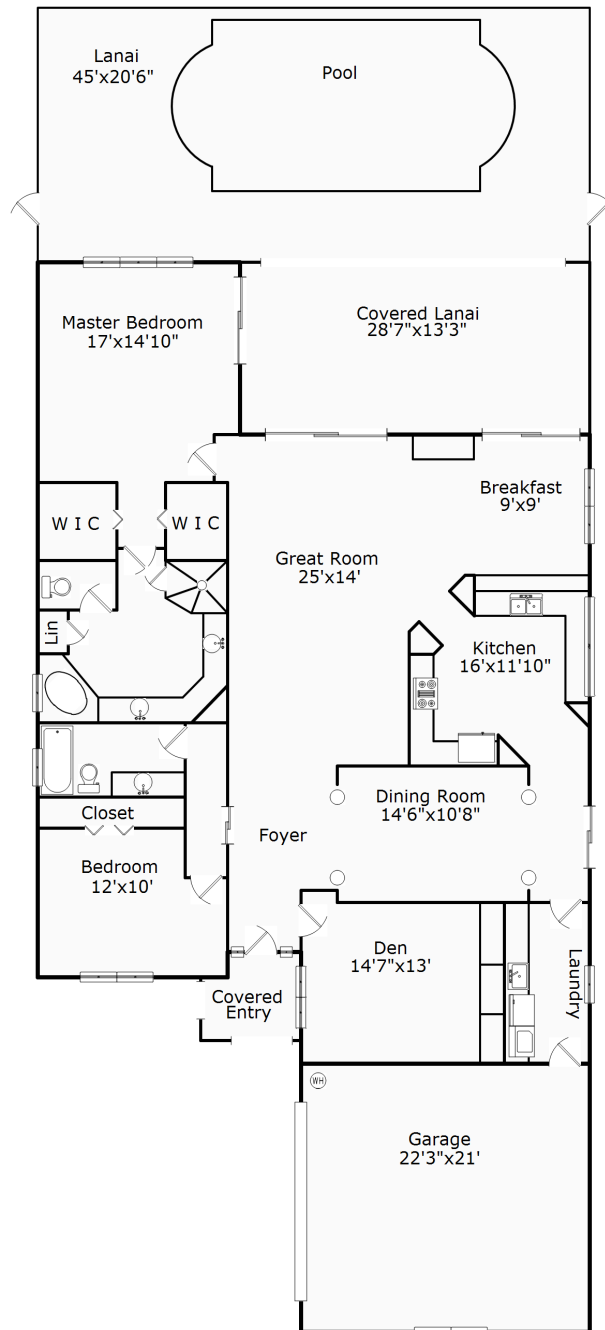 Lanai
45'x20'6"
Pool
Master Bedroom
17'x14'10"
Covered Lanai
28'7"x13'3"
Breakfast
9'x9'
W I C
W I C
Great Room
25'x14'
Lin
Kitchen
16'x11'10"
Closet
Dining Room
14'6"x10'8"
Foyer
Bedroom
12'x10'
Den
14'7"x13'
Laundry
Covered
Entry
WH
Garage
22'3"x21'